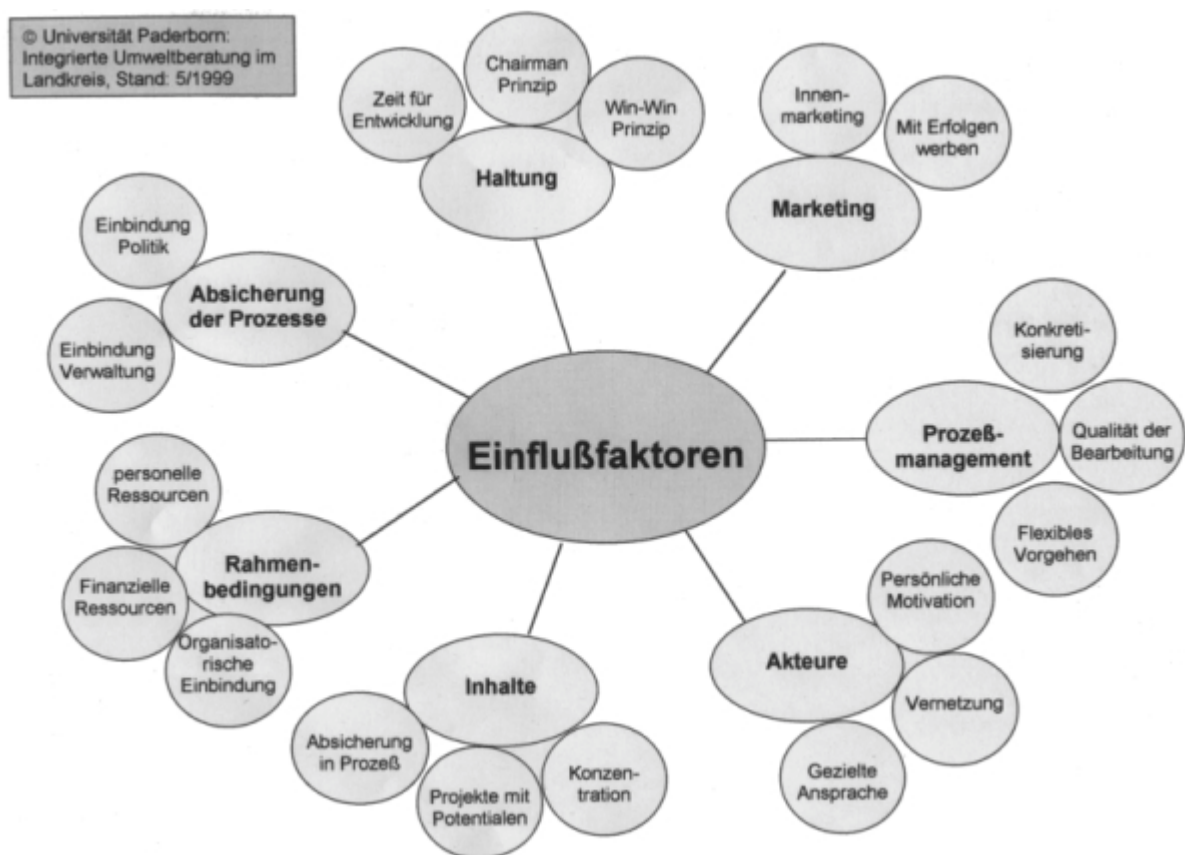 © Universität Paderborn:
Integrierte Umweltberatung im
Landkreis, Stand: 5/1999
Zeit für
Entwicklung
Chairman
Prinzip
Win-Win
Prinzip
Haltung
Innen-
marketing
Mit Erfolgen
werben
Marketing
Einbindung
Politik
Einbindung
Verwaltung
Absicherung
der Prozesse
Konkreti-
sierung
Qualität der
Bearbeitung
Flexibles
Vorgehen
Prozeß-
management
Einflußfaktoren
personelle
Ressourcen
Finanzielle
Ressourcen
Organisato-
rische
Einbindung
Rahmen-
bedingungen
Persönliche
Motivation
Vernetzung
Gezielte
Ansprache
Akteure
Inhalte
Absicherung
in Prozeß
Projekte mit
Potentialen
Konzen-
tration